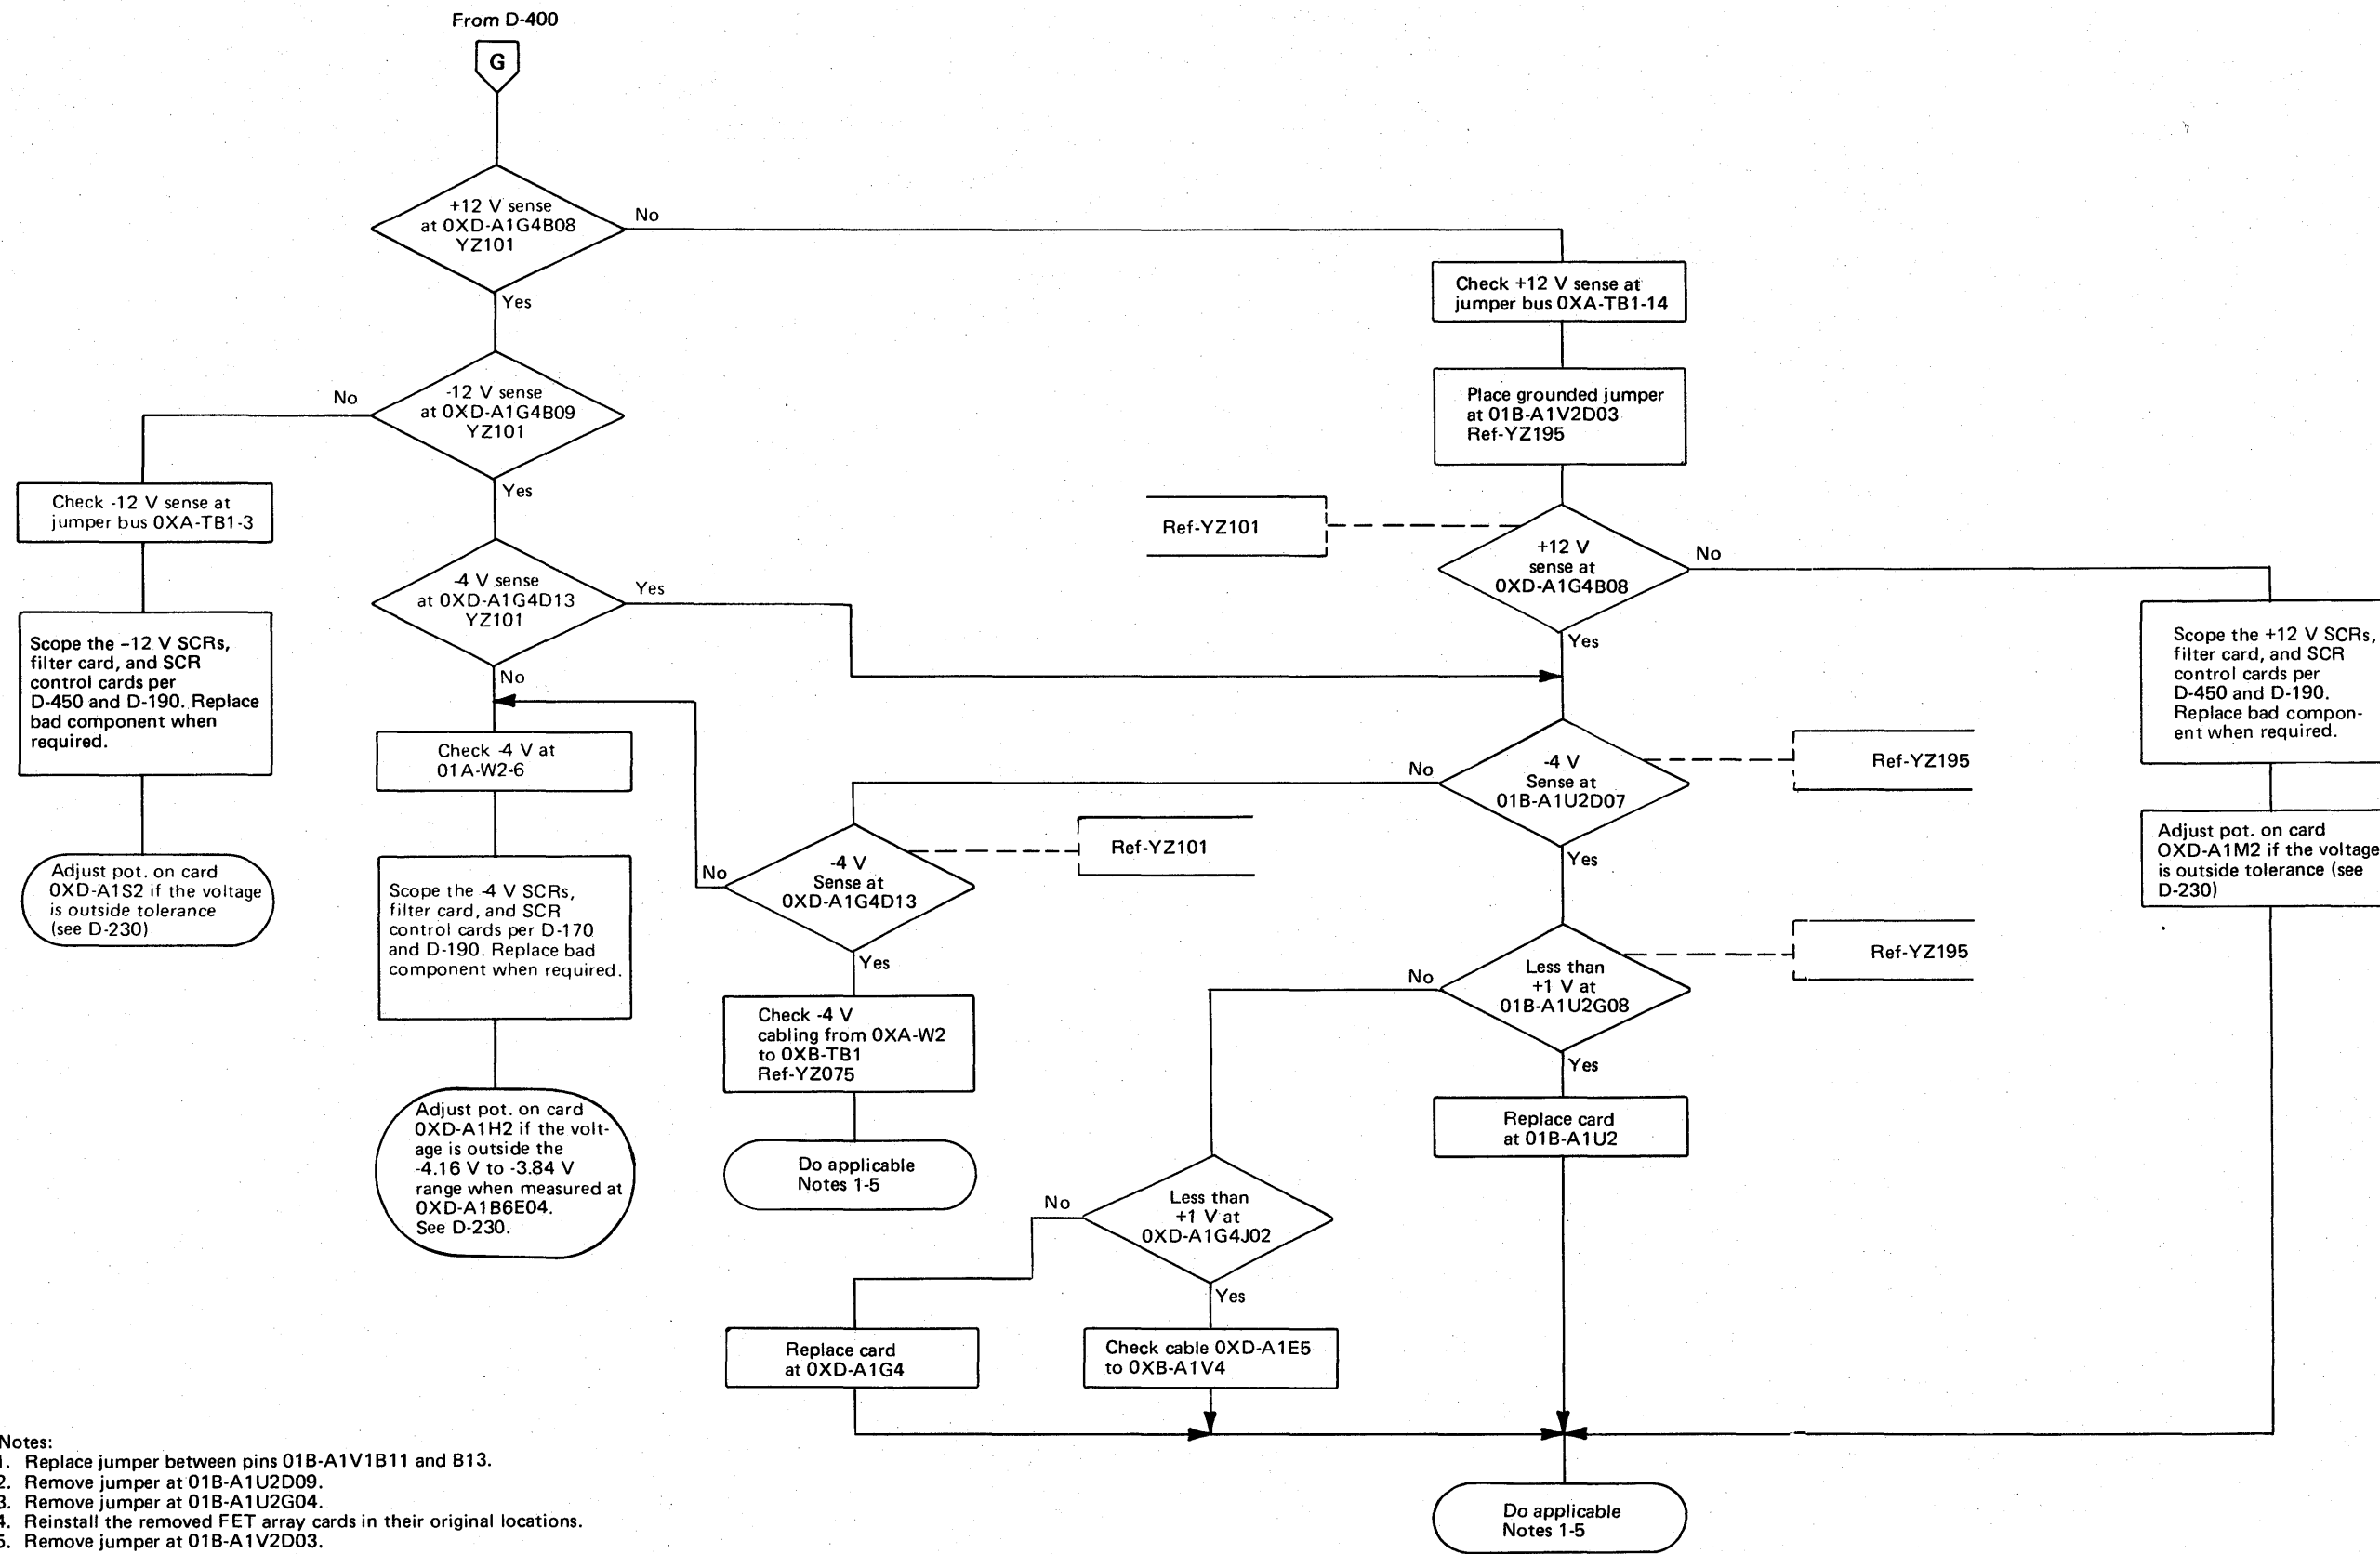 From D-400
G
+12 V sense
at 0XD-A1G4B08
YZ101
No
Yes
Check +12 V sense at
jumper bus 0XA-TB1-14
Place grounded jumper
at 01B-A1V2D03
Ref-YZ195
-12 V sense
at 0XD-A1G4B09
YZ101
No
Yes
Check -12 V sense at
jumper bus 0XA-TB1-3
Scope the –12 V SCRs,
filter card, and SCR
control cards per
D-450 and D-190. Replace
bad component when
required.
Adjust pot. on card
0XD-A1S2 if the voltage
is outside tolerance
(see D-230)
-4 V sense
at 0XD-A1G4D13
YZ101
Yes
No
Check -4 V at
01A-W2-6
Scope the -4 V SCRs,
filter card, and SCR
control cards per D-170
and D-190. Replace bad
component when required.
Adjust pot. on card
0XD-A1H2 if the volt-
age is outside the
-4.16 V to -3.84 V
range when measured at
0XD-A1B6E04.
See D-230.
Ref-YZ101
+12 V
sense at
0XD-A1G4B08
No
Yes
Scope the +12 V SCRs,
filter card, and SCR
control cards per
D-450 and D-190.
Replace bad compon-
ent when required.
Adjust pot. on card
OXD-A1M2 if the voltage
is outside tolerance (see
D-230)
-4 V
Sense at
01B-A1U2D07
Ref-YZ195
No
Yes
-4 V
Sense at
0XD-A1G4D13
Ref-YZ101
No
Yes
Check -4 V
cabling from 0XA-W2
to 0XB-TB1
Ref-YZ075
Do applicable
Notes 1-5
Less than
+1 V at
01B-A1U2G08
Ref-YZ195
No
Yes
Replace card
at 01B-A1U2
Less than
+1 V at
0XD-A1G4J02
No
Yes
Replace card
at 0XD-A1G4
Check cable 0XD-A1E5
to 0XB-A1V4
Do applicable
Notes 1-5
Notes:
1. Replace jumper between pins 01B-A1V1B11 and B13.
2. Remove jumper at 01B-A1U2D09.
3. Remove jumper at 01B-A1U2G04.
4. Reinstall the removed FET array cards in their original locations.
5. Remove jumper at 01B-A1V2D03.